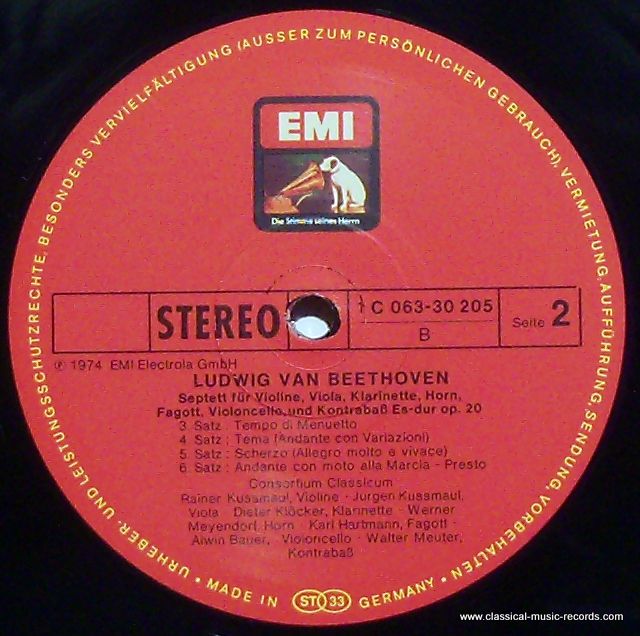 URHEBER- UND LEISTUNGSSCHUTZRECHTE, BESONDERS VERVIELFÄLTIGUNG (AUSSER ZUM PERSÖNLICHEN GEBRAUCH), VERMIETUNG, AUFFÜHRUNG, SENDUNG, VORBEHALTEN •
EMI
Die Stimme seines Herrn
STEREO
1 C 063-30 205
B
Seite 2
℗ 1974 EMI Electrola GmbH
LUDWIG VAN BEETHOVEN
Septett für Violine, Viola, Klarinette, Horn,
Fagott, Violoncello und Kontrabaß Es-dur op. 20
3. Satz: Tempo di Menuetto
4. Satz: Tema (Andante con Variazioni)
5. Satz: Scherzo (Allegro molto e vivace)
6. Satz: Andante con moto alla Marcia - Presto
Consortium Classicum
Rainer Kussmaul, Violine · Jürgen Kussmaul,
Viola · Dieter Klöcker, Klarinette · Werner
Meyendorf, Horn · Karl Hartmann, Fagott ·
Alwin Bauer, Violoncello · Walter Meuter,
Kontrabaß
• MADE IN ST 33 GERMANY •
www.classical-music-records.com